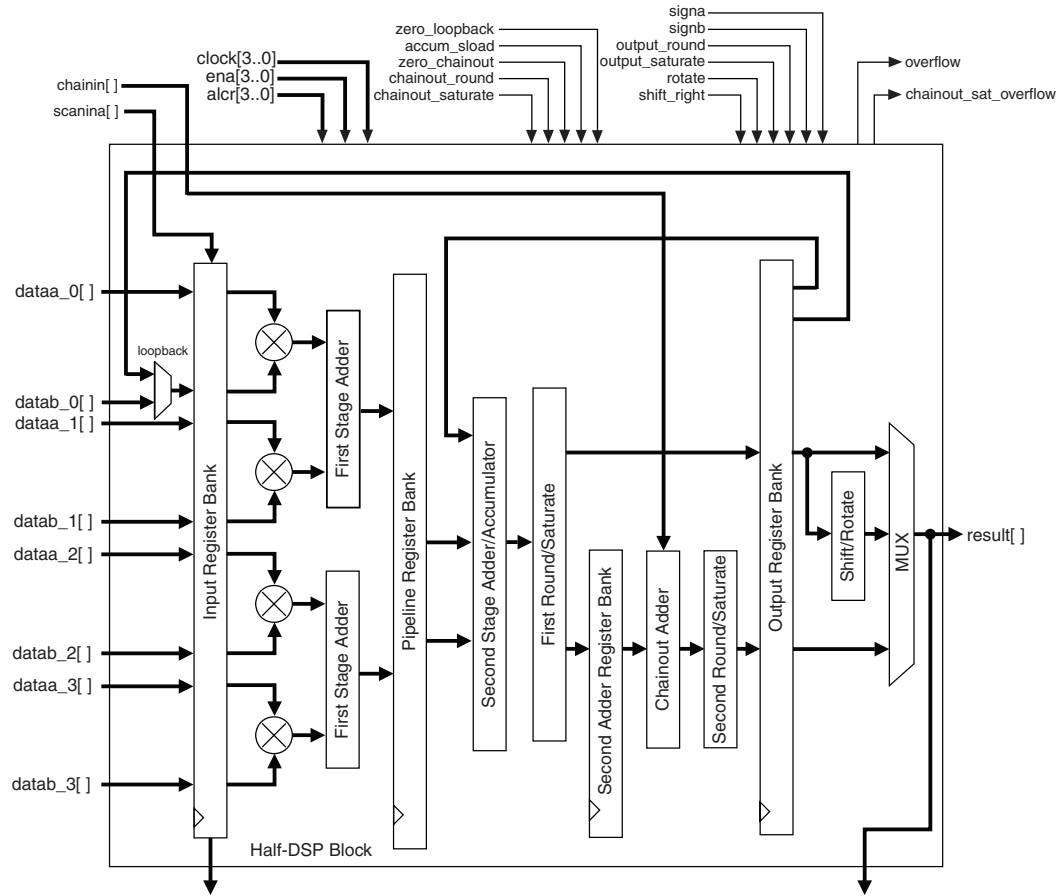 signa
signb
output_round
output_saturate
rotate
shift_right
zero_loopback
accum_sload
zero_chainout
chainout_round
chainout_saturate
clock[3..0]
ena[3..0]
alcr[3..0]
overflow
chainout_sat_overflow
chainin[ ]
scanina[ ]
dataa_0[ ]
loopback
datab_0[ ]
dataa_1[ ]
datab_1[ ]
dataa_2[ ]
datab_2[ ]
dataa_3[ ]
datab_3[ ]
Input Register Bank
First Stage Adder
First Stage Adder
Pipeline Register Bank
Second Stage Adder/Accumulator
First Round/Saturate
Second Adder Register Bank
Chainout Adder
Second Round/Saturate
Output Register Bank
Shift/Rotate
MUX
result[ ]
Half-DSP Block